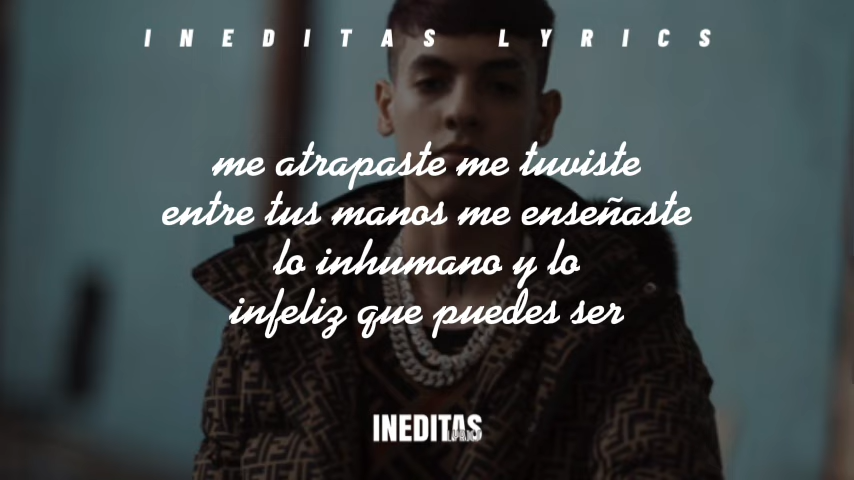 INEDITAS LYRICS
me atrapaste me tuviste
entre tus manos me enseñaste
lo inhumano y lo
infeliz que puedes ser
INEDITAS
LYRICS